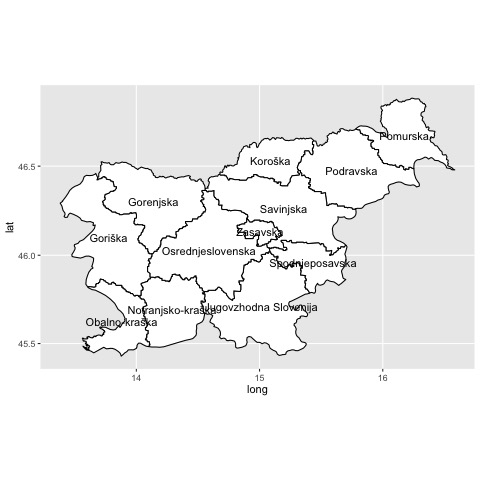 Pomurska
Koroška
Podravska
46.5
Gorenjska
Savinjska
Zasavska
Goriška
Osrednjeslovenska
lat
46.0
Spodnjeposavska
Notranjsko-kraška
Jugovzhodna Slovenija
Obalno-kraška
45.5
14
15
16
long